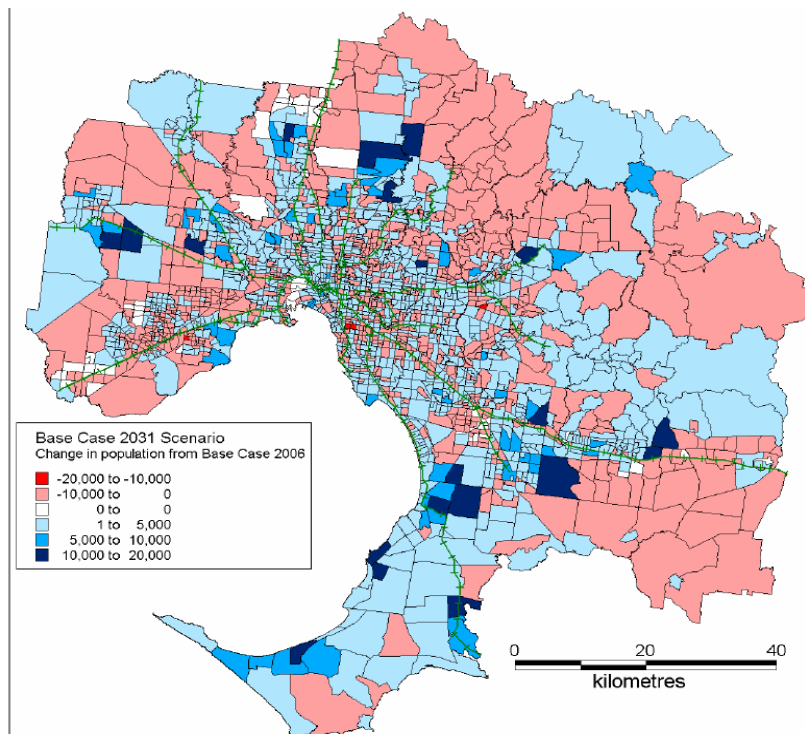 Base Case 2031 Scenario
Change in population from Base Case 2006
-20,000 to -10,000
-10,000 to 0
0 to 0
1 to 5,000
5,000 to 10,000
10,000 to 20,000
0 20 40
kilometres